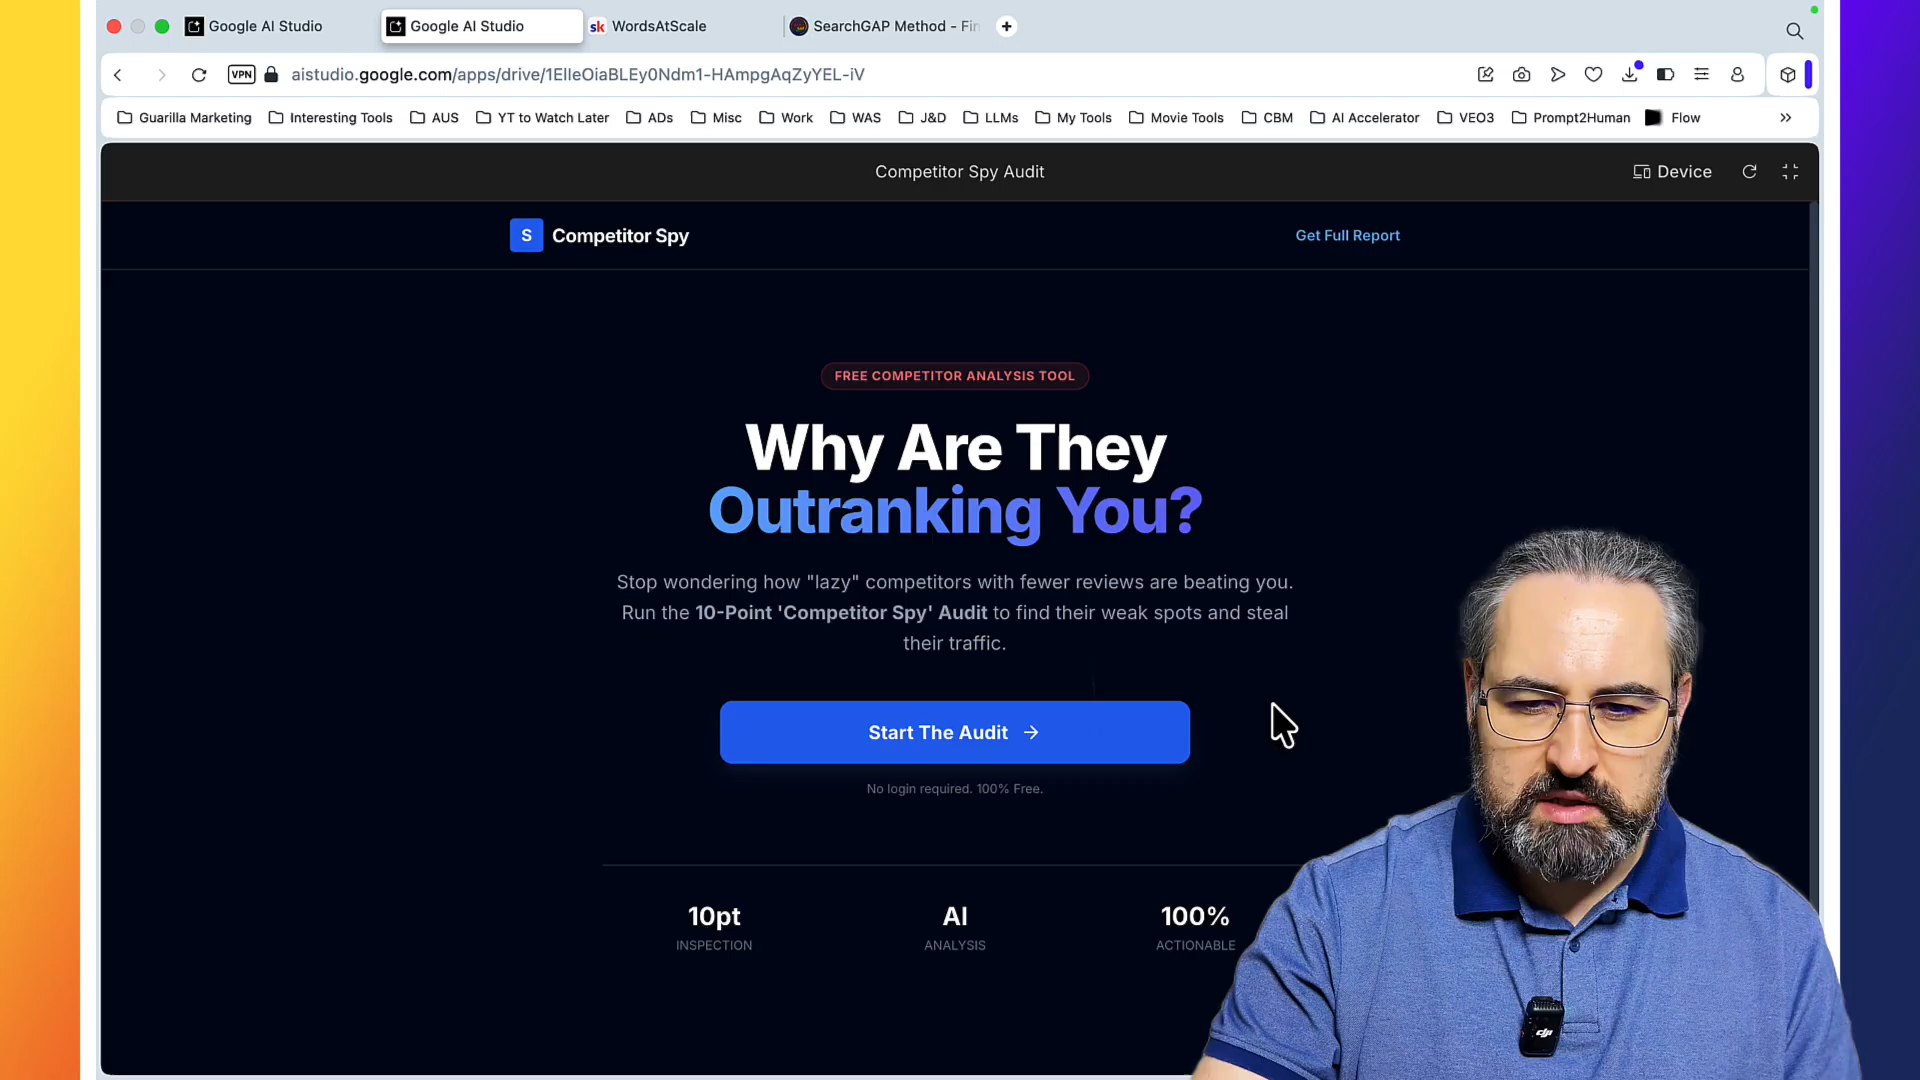 Google AI Studio
Google AI Studio
sk WordsAtScale
SearchGAP Method - Fin
VPN
aistudio.google.com/apps/drive/1ElleOiaBLEy0Ndm1-HAmpgAqZyYEL-iV
Guarilla Marketing
Interesting Tools
AUS
YT to Watch Later
ADs
Misc
Work
WAS
J&D
LLMs
My Tools
Movie Tools
CBM
AI Accelerator
VEO3
Prompt2Human
Flow
Competitor Spy Audit
Device
S Competitor Spy
Get Full Report
FREE COMPETITOR ANALYSIS TOOL
Why Are They
Outranking You?
Stop wondering how "lazy" competitors with fewer reviews are beating you.
Run the 10-Point 'Competitor Spy' Audit to find their weak spots and steal
their traffic.
Start The Audit →
No login required. 100% Free.
10pt
INSPECTION
AI
ANALYSIS
100%
ACTIONABLE
dji